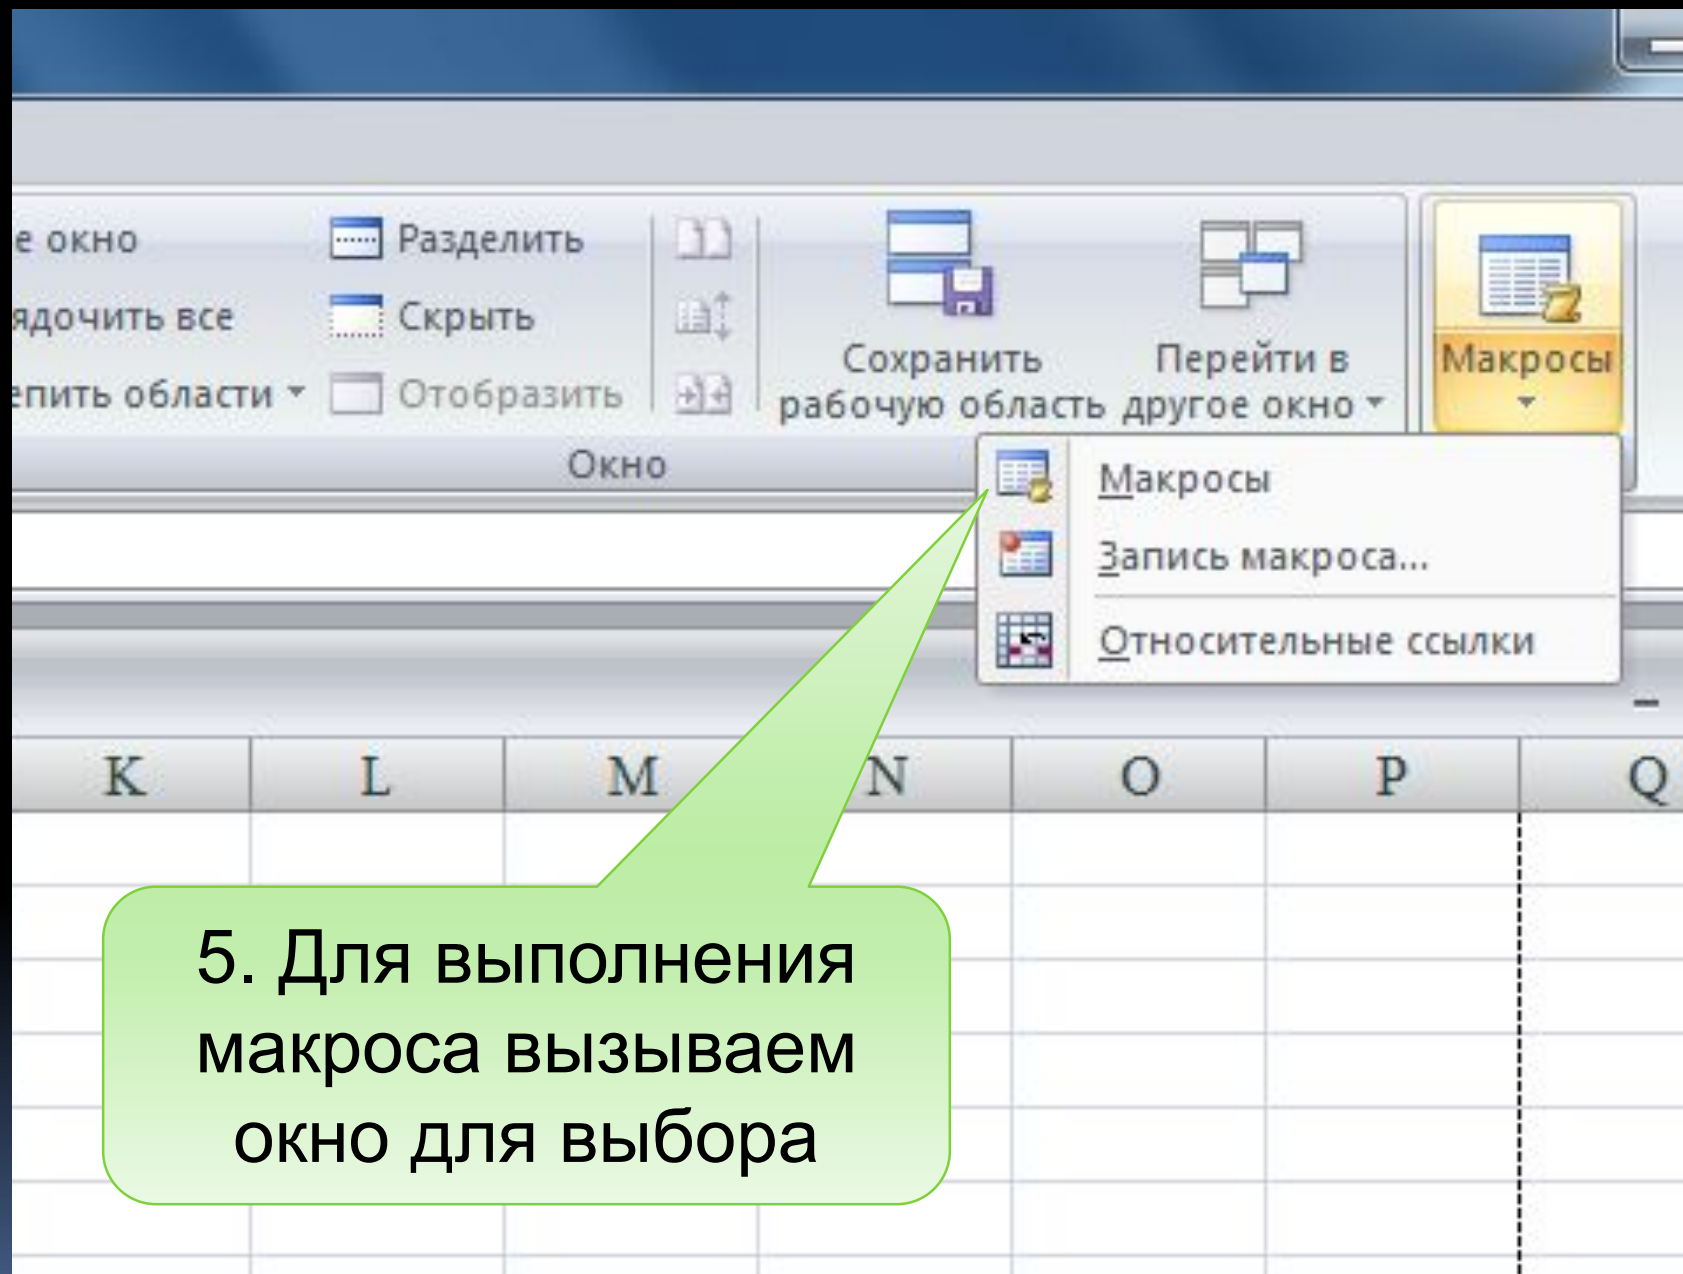 е окно
Разделить
ядочить все
Скрыть
епить области
Отобразить
Сохранить
рабочую область
Перейти в
другое окно
Макросы
Окно
Макросы
Запись макроса...
Относительные ссылки
K L M N O P Q
5. Для выполнения
макроса вызываем
окно для выбора